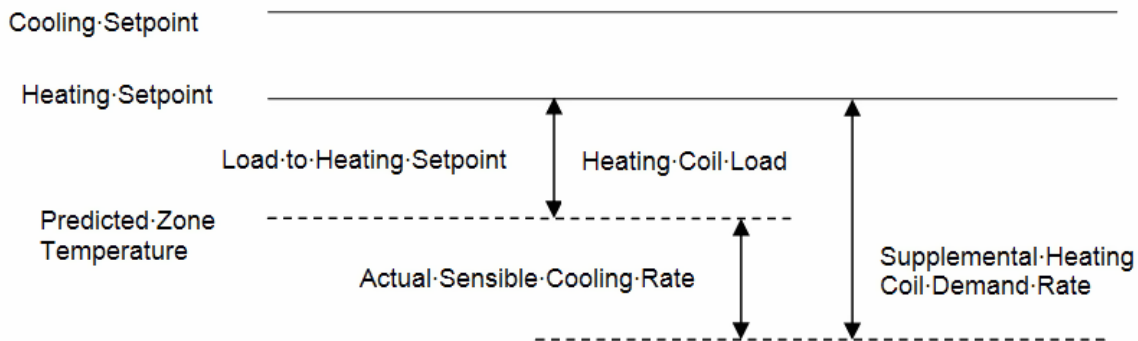 Cooling·Setpoint
Heating·Setpoint
Load·to·Heating·Setpoint
Heating·Coil·Load
Predicted·Zone
Temperature
Actual·Sensible·Cooling·Rate
Supplemental·Heating
Coil·Demand·Rate